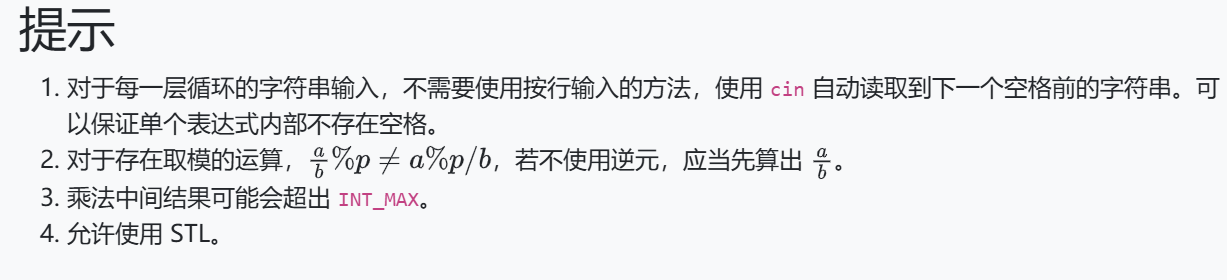 提示
1. 对于每一层循环的字符串输入，不需要使用按行输入的方法，使用 cin 自动读取到下一个空格前的字符串。可
以保证单个表达式内部不存在空格。
2. 对于存在取模的运算，$\frac{a}{b}\%p \neq a\%p/b$，若不使用逆元，应当先算出 $\frac{a}{b}$。
3. 乘法中间结果可能会超出 INT_MAX。
4. 允许使用 STL。